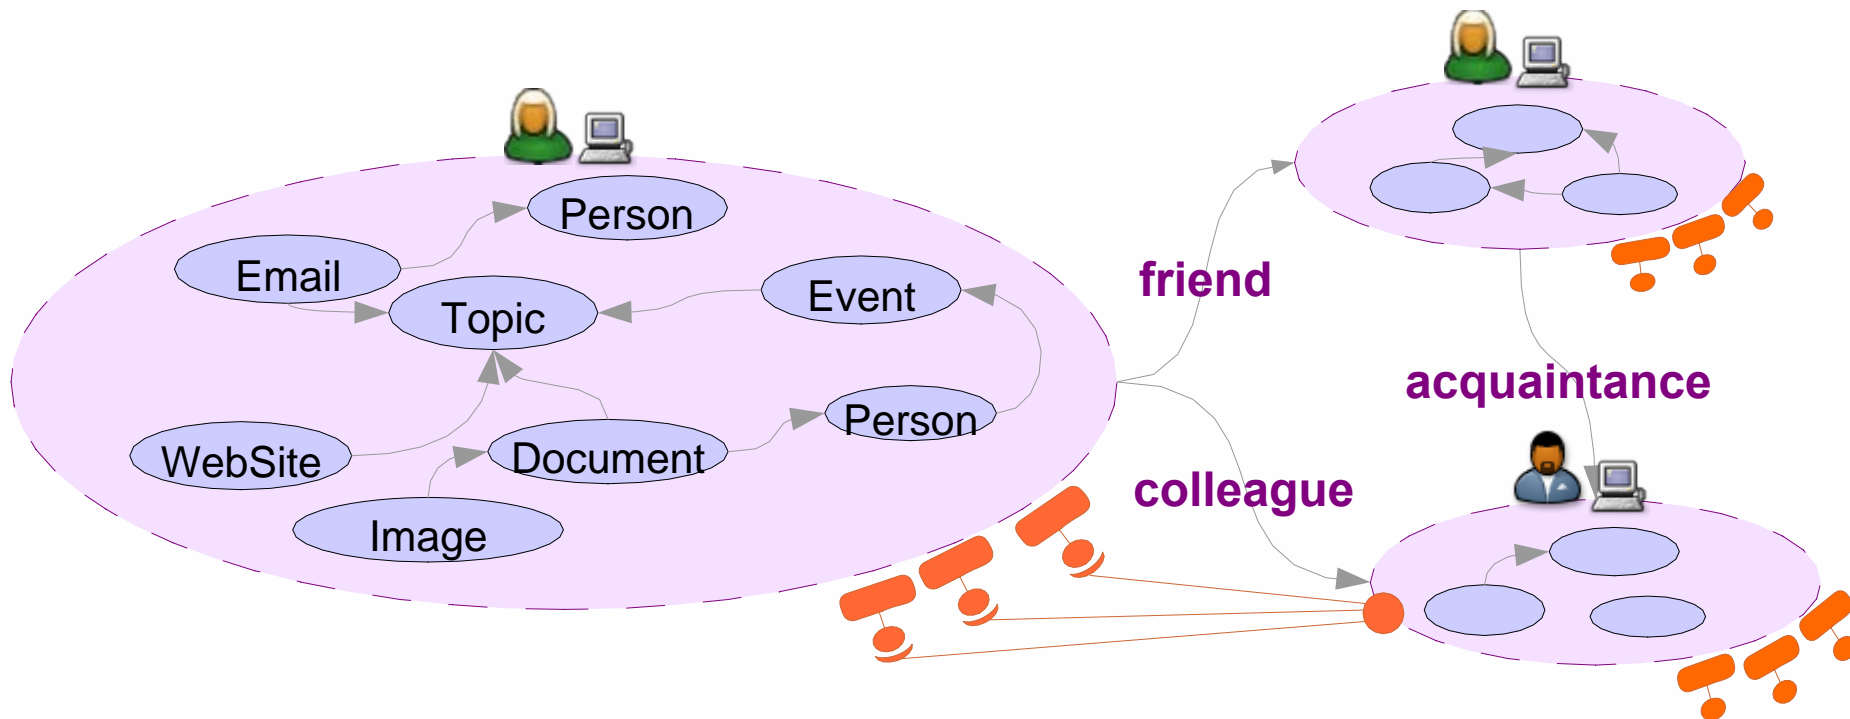 Person
Email
Topic
Event
friend
acquaintance
Person
WebSite
Document
colleague
Image